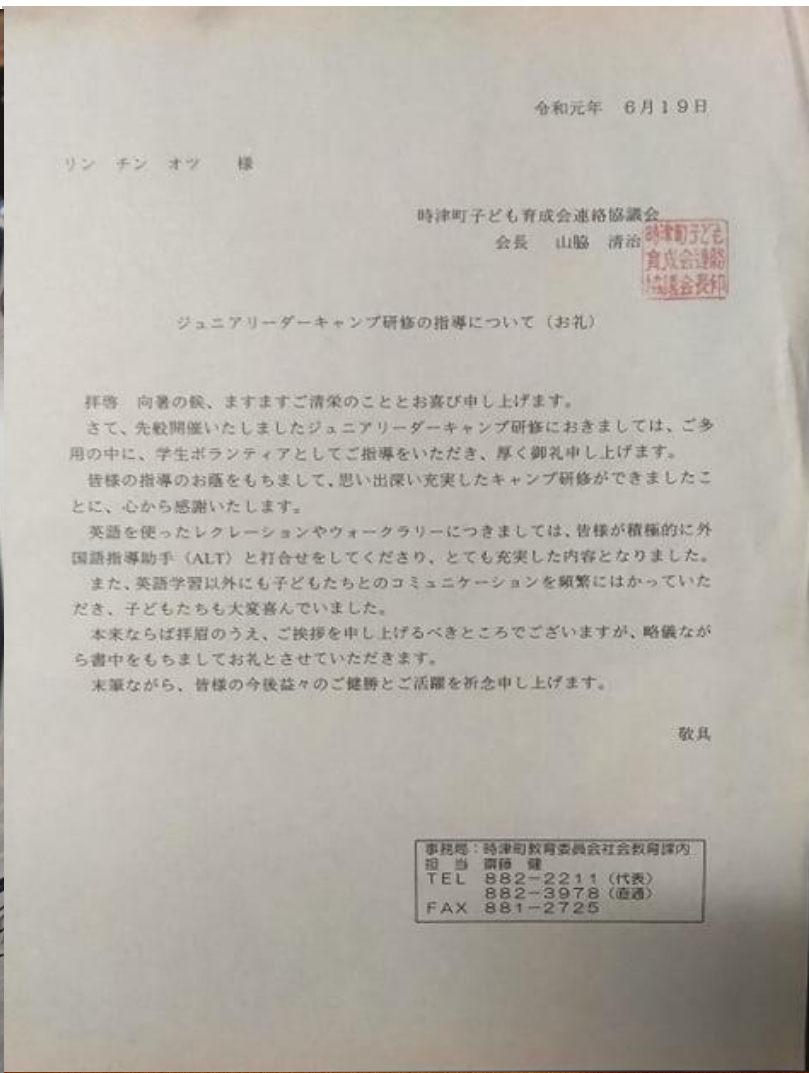 令和元年 6月19日
リン チン オツ 様
時津町子ども育成会連絡協議会
会長 山脇 清治
時津町子ども
育成会連絡
協議会長印
ジュニアリーダーキャンプ研修の指導について(お礼)
拝啓 向暑の候、ますますご清栄のこととお喜び申し上げます。
さて、先般開催いたしましたジュニアリーダーキャンプ研修におきましては、ご多
用の中に、学生ボランティアとしてご指導をいただき、厚く御礼申し上げます。
皆様の指導のお蔭をもちまして、思い出深い充実したキャンプ研修ができましたこ
とに、心から感謝いたします。
英語を使ったレクレーションやウォークラリーにつきましては、皆様が積極的に外
国語指導助手(ALT)と打合せをしてくださり、とても充実した内容となりました。
また、英語学習以外にも子どもたちとのコミュニケーションを頻繁にはかっていた
だき、子どもたちも大変喜んでいました。
本来ならば拝眉のうえ、ご挨拶を申し上げるべきところでございますが、略儀なが
ら書中をもちましてお礼とさせていただきます。
末筆ながら、皆様の今後益々のご健勝とご活躍を祈念申し上げます。
敬具
事務局:時津町教育委員会社会教育課内
担 当 齋藤 健
TEL 882-2211(代表)
882-3978(直通)
FAX 881-2725